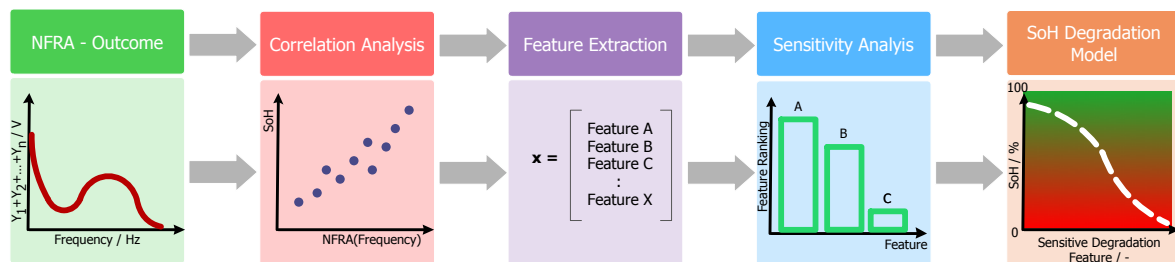 NFRA - Outcome
Correlation Analysis
Feature Extraction
Sensitivity Analyis
SoH Degradation
Model
Y1+Y2+...+Yn / V
Frequency / Hz
SoH
NFRA(Frequency)
x =
Feature A
Feature B
Feature C
:
Feature X
Feature Ranking
A
B
C
Feature
100
SoH / %
0
Sensitive Degradation
Feature / -